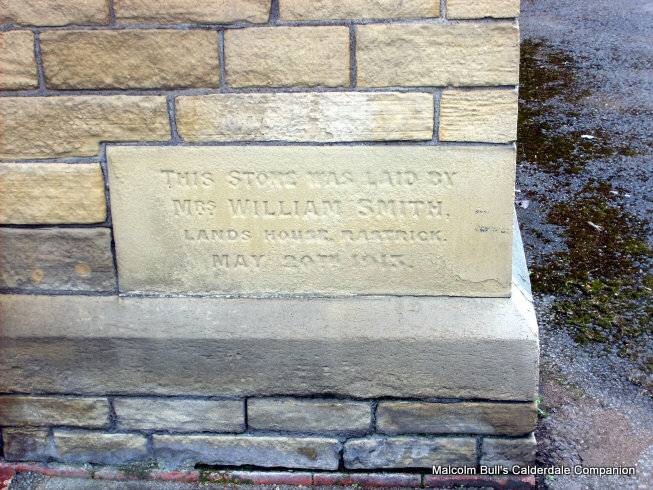 THIS STONE WAS LAID BY
MRS WILLIAM SMITH,
LANDS HOUSE, RASTRICK.
MAY 20TH 1913.
Malcolm Bull's Calderdale Companion